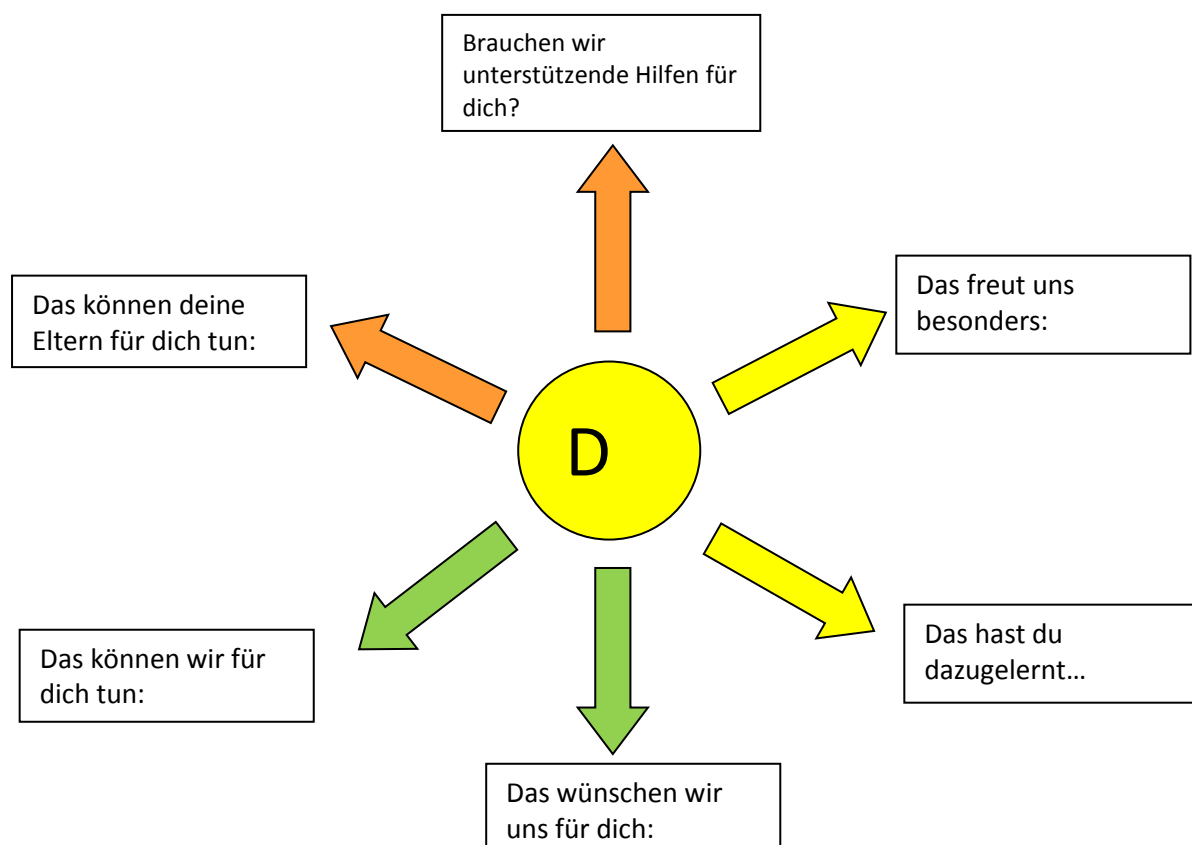 Brauchen wir
unterstützende Hilfen für
dich?
Das können deine
Eltern für dich tun:
Das freut uns
besonders:
D
Das können wir für
dich tun:
Das hast du
dazugelernt…
Das wünschen wir
uns für dich: